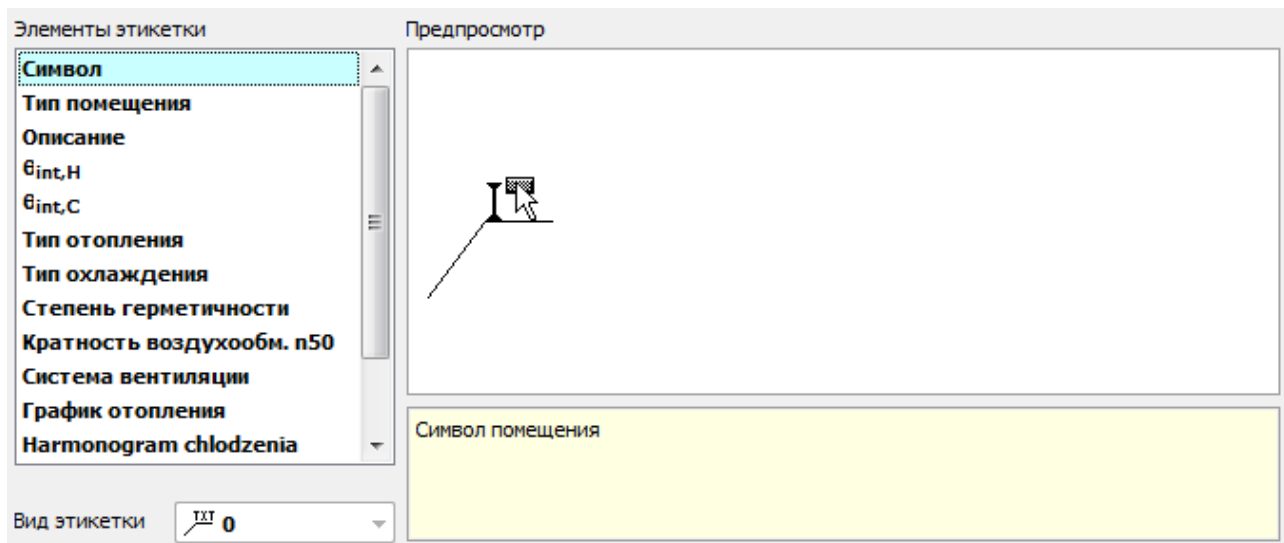 Элементы этикетки
Предпросмотр
Символ
Тип помещения
Описание
θint,H
θint,C
Тип отопления
Тип охлаждения
Степень герметичности
Кратность воздухообм. n50
Система вентиляции
График отопления
Harmonogram chlodzenia
Символ помещения
Вид этикетки
TXT 0